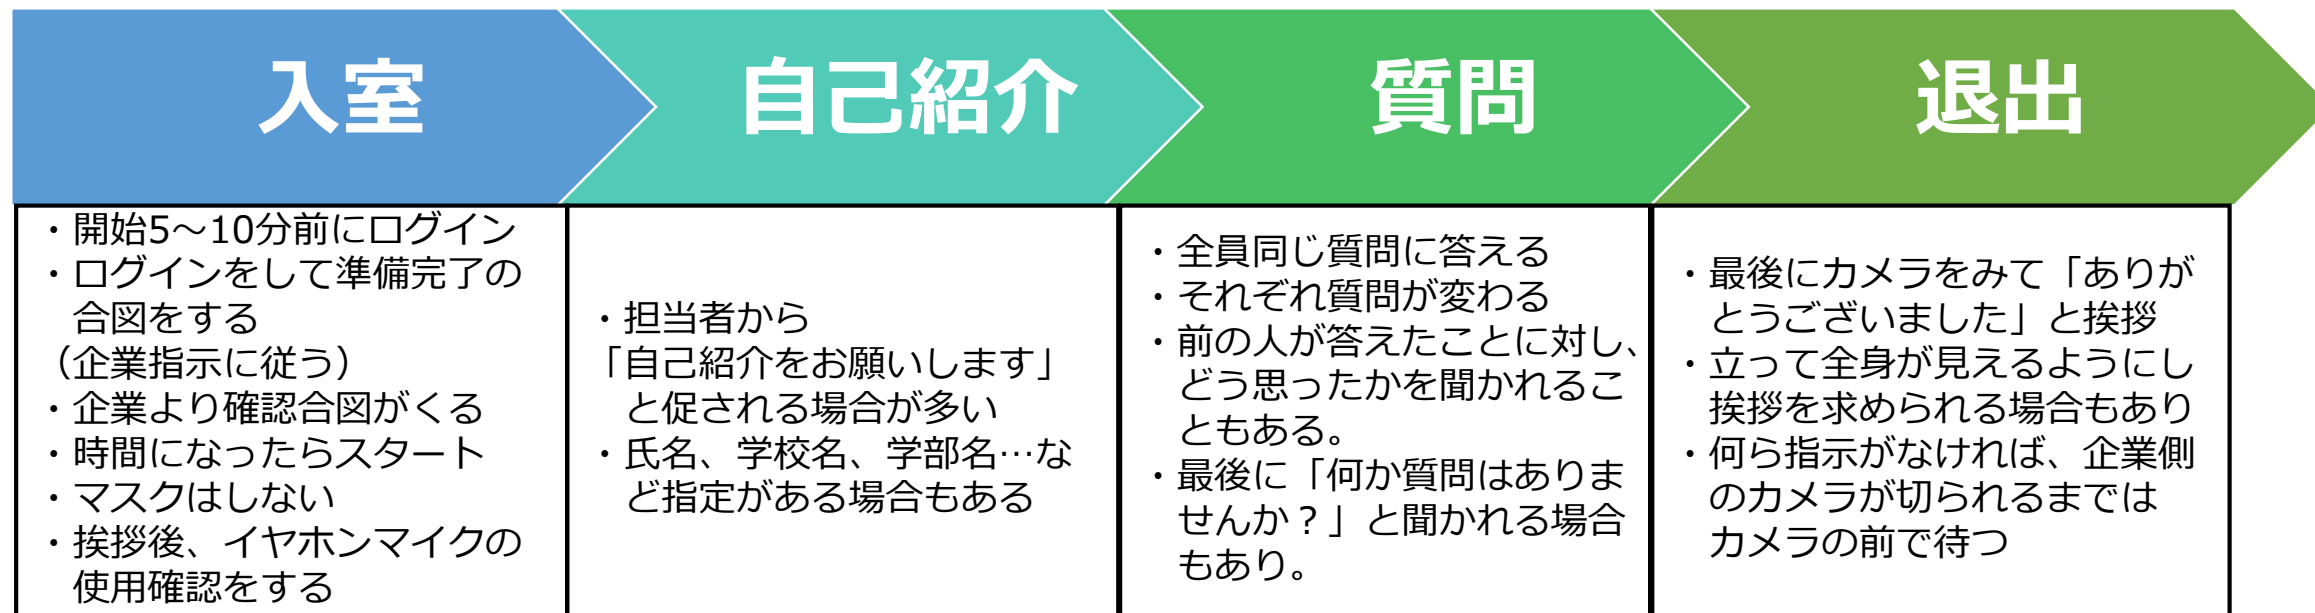 入室
自己紹介
質問
退出
・開始5～10分前にログイン
・ログインをして準備完了の
合図をする
（企業指示に従う）
・企業より確認合図がくる
・時間になったらスタート
・マスクはしない
・挨拶後、イヤホンマイクの
使用確認をする
・担当者から
「自己紹介をお願いします」
と促される場合が多い
・氏名、学校名、学部名…な
ど指定がある場合もある
・全員同じ質問に答える
・それぞれ質問が変わる
・前の人が答えたことに対し、
どう思ったかを聞かれるこ
ともある。
・最後に「何か質問はありま
せんか？」と聞かれる場合
もあり。
・最後にカメラをみて「ありが
とうございました」と挨拶
・立って全身が見えるようにし
挨拶を求められる場合もあり
・何ら指示がなければ、企業側
のカメラが切られるまでは
カメラの前で待つ